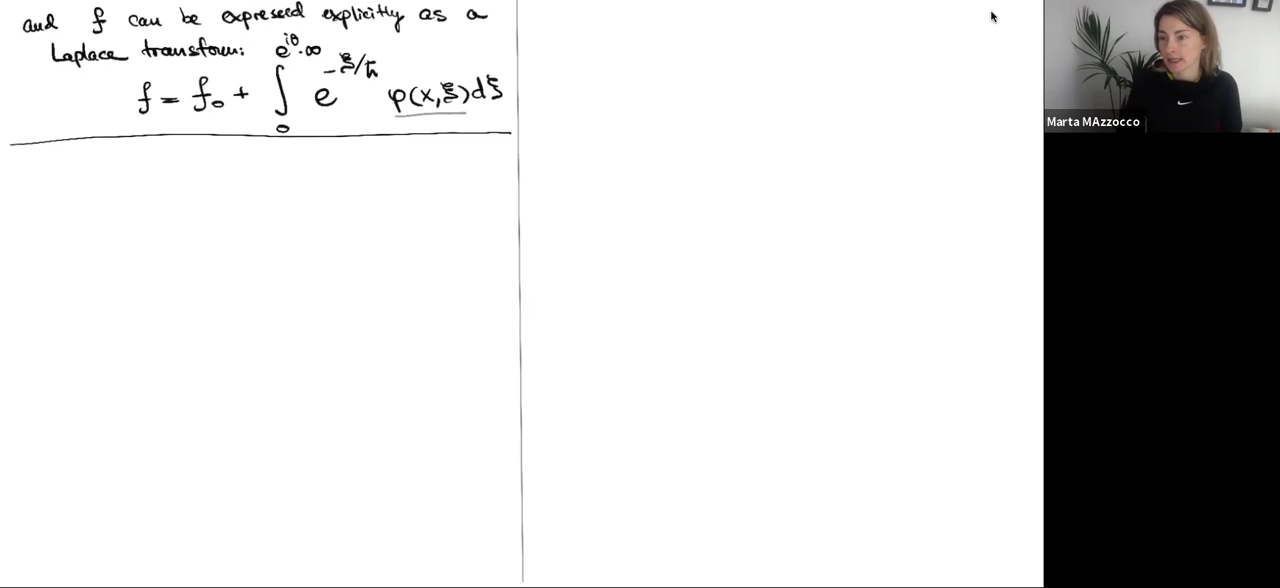 and f can be expressed explicitly as a
Laplace transform:
f = f₀ + ∫₀^{e^{iθ}·∞} e^{-ξ/ħ} φ(x,ξ)dξ
Marta MAzzocco